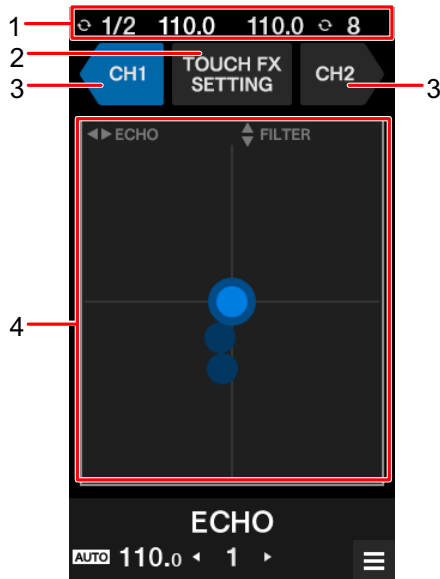 1 1/2 110.0 110.0 8
2
3 CH1 TOUCH FX SETTING CH2 3
ECHO FILTER
4
ECHO
AUTO 110.0 1